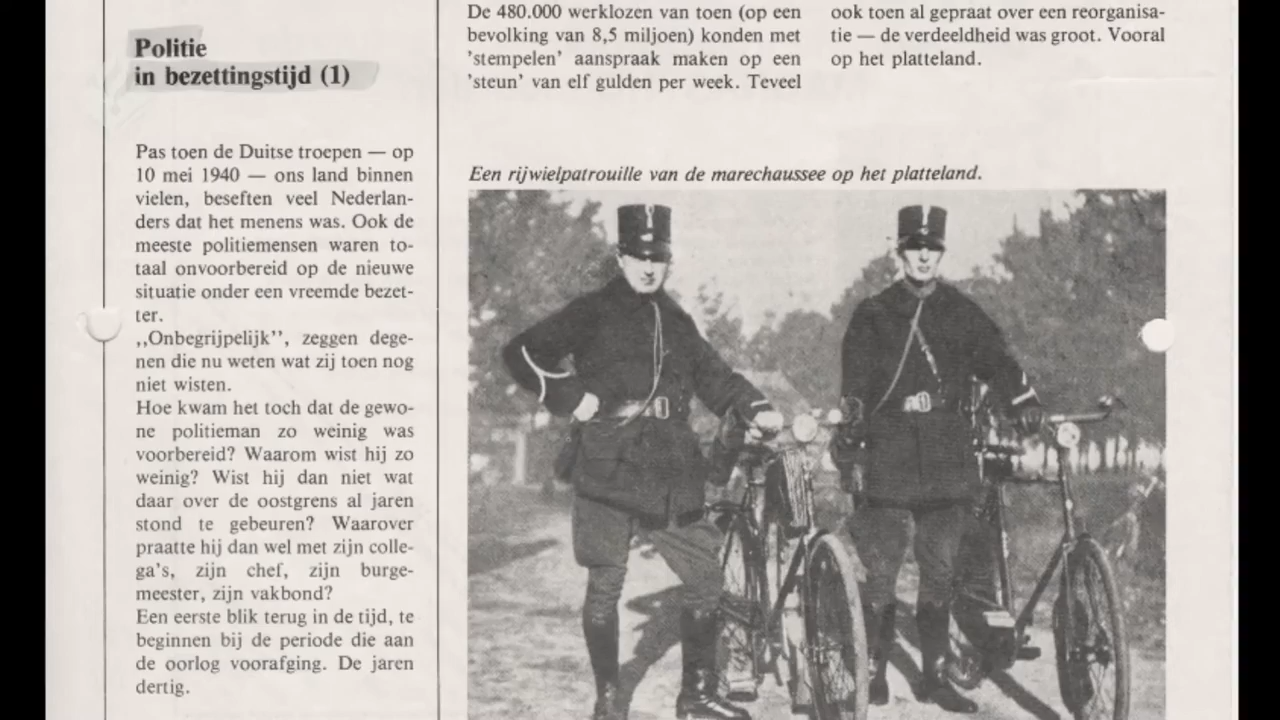 Politie
in bezettingstijd (1)
Pas toen de Duitse troepen — op
10 mei 1940 — ons land binnen
vielen, beseften veel Nederlan-
ders dat het menens was. Ook de
meeste politiemensen waren to-
taal onvoorbereid op de nieuwe
situatie onder een vreemde bezet-
ter.
,,Onbegrijpelijk’’, zeggen dege-
nen die nu weten wat zij toen nog
niet wisten.
Hoe kwam het toch dat de gewo-
ne politieman zo weinig was
voorbereid? Waarom wist hij zo
weinig? Wist hij dan niet wat
daar over de oostgrens al jaren
stond te gebeuren? Waarover
praatte hij dan wel met zijn colle-
ga’s, zijn chef, zijn burge-
meester, zijn vakbond?
Een eerste blik terug in de tijd, te
beginnen bij de periode die aan
de oorlog voorafging. De jaren
dertig.
De 480.000 werklozen van toen (op een
bevolking van 8,5 miljoen) konden met
’stempelen’ aanspraak maken op een
’steun’ van elf gulden per week. Teveel
ook toen al gepraat over een reorganisa-
tie — de verdeeldheid was groot. Vooral
op het platteland.
Een rijwielpatrouille van de marechaussee op het platteland.